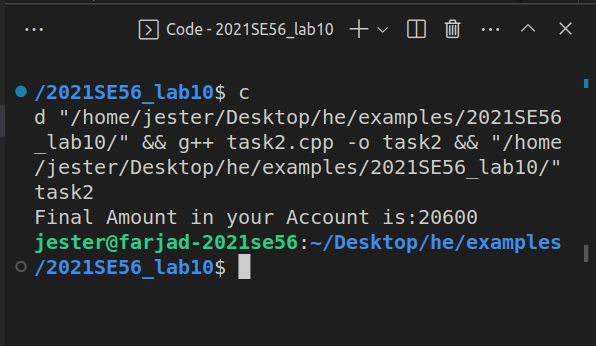 Code - 2021SE56_lab10
/2021SE56_lab10$ c
d "/home/jester/Desktop/he/examples/2021SE56
_lab10/" && g++ task2.cpp -o task2 && "/home
/jester/Desktop/he/examples/2021SE56_lab10/"
task2
Final Amount in your Account is:20600
jester@farjad-2021se56:~/Desktop/he/examples
/2021SE56_lab10$